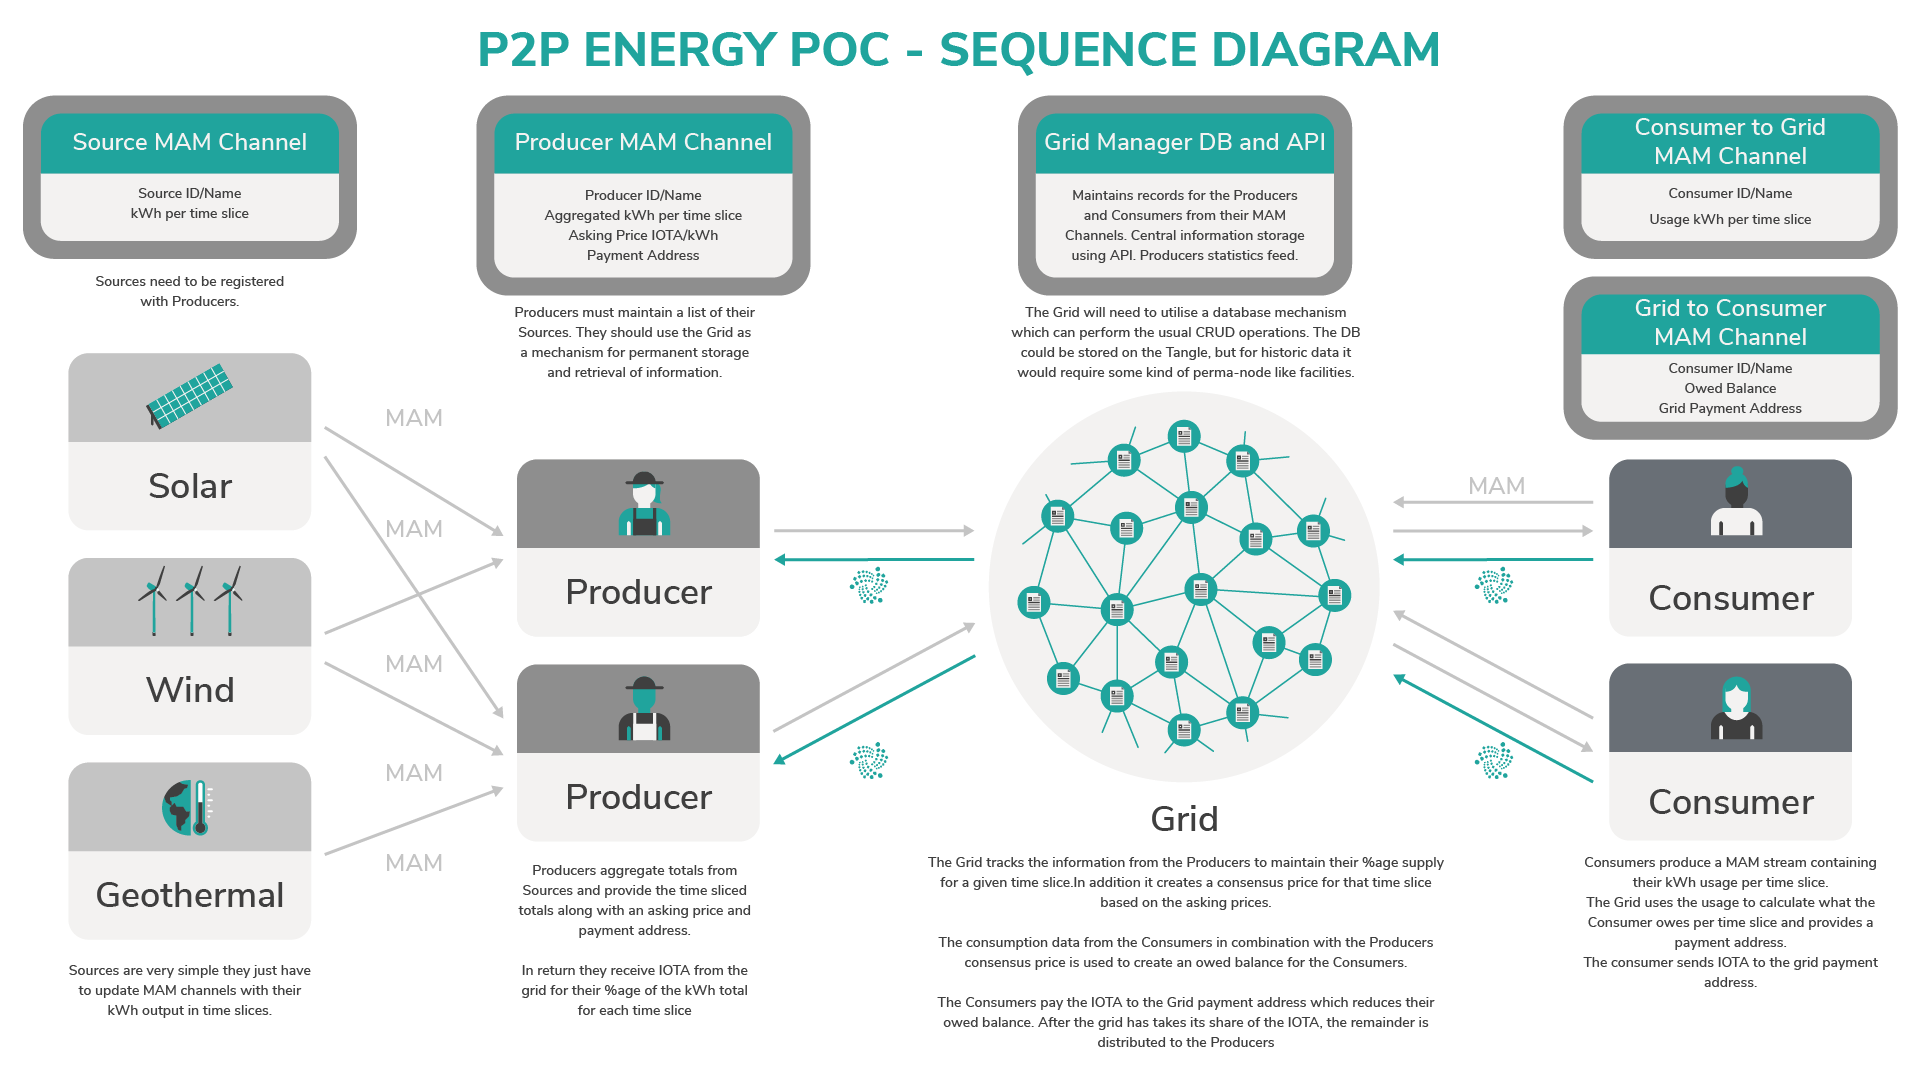 P2P ENERGY POC - SEQUENCE DIAGRAM
Source MAM Channel
Source ID/Name
kWh per time slice
Sources need to be registered
with Producers.
Producer MAM Channel
Producer ID/Name
Aggregated kWh per time slice
Asking Price IOTA/kWh
Payment Address
Producers must maintain a list of their
Sources. They should use the Grid as
a mechanism for permanent storage
and retrieval of information.
Grid Manager DB and API
Maintains records for the Producers
and Consumers from their MAM
Channels. Central information storage
using API. Producers statistics feed.
The Grid will need to utilise a database mechanism
which can perform the usual CRUD operations. The DB
could be stored on the Tangle, but for historic data it
would require some kind of perma-node like facilities.
Consumer to Grid
MAM Channel
Consumer ID/Name
Usage kWh per time slice
Grid to Consumer
MAM Channel
Consumer ID/Name
Owed Balance
Grid Payment Address
Solar
Wind
Geothermal
Sources are very simple they just have
to update MAM channels with their
kWh output in time slices.
MAM
MAM
MAM
MAM
MAM
Producer
Producer
Producers aggregate totals from
Sources and provide the time sliced
totals along with an asking price and
payment address.
In return they receive IOTA from the
grid for their %age of the kWh total
for each time slice
Grid
The Grid tracks the information from the Producers to maintain their %age supply
for a given time slice.In addition it creates a consensus price for that time slice
based on the asking prices.
The consumption data from the Consumers in combination with the Producers
consensus price is used to create an owed balance for the Consumers.
The Consumers pay the IOTA to the Grid payment address which reduces their
owed balance. After the grid has takes its share of the IOTA, the remainder is
distributed to the Producers
MAM
Consumer
Consumer
Consumers produce a MAM stream containing
their kWh usage per time slice.
The Grid uses the usage to calculate what the
Consumer owes per time slice and provides a
payment address.
The consumer sends IOTA to the grid payment
address.